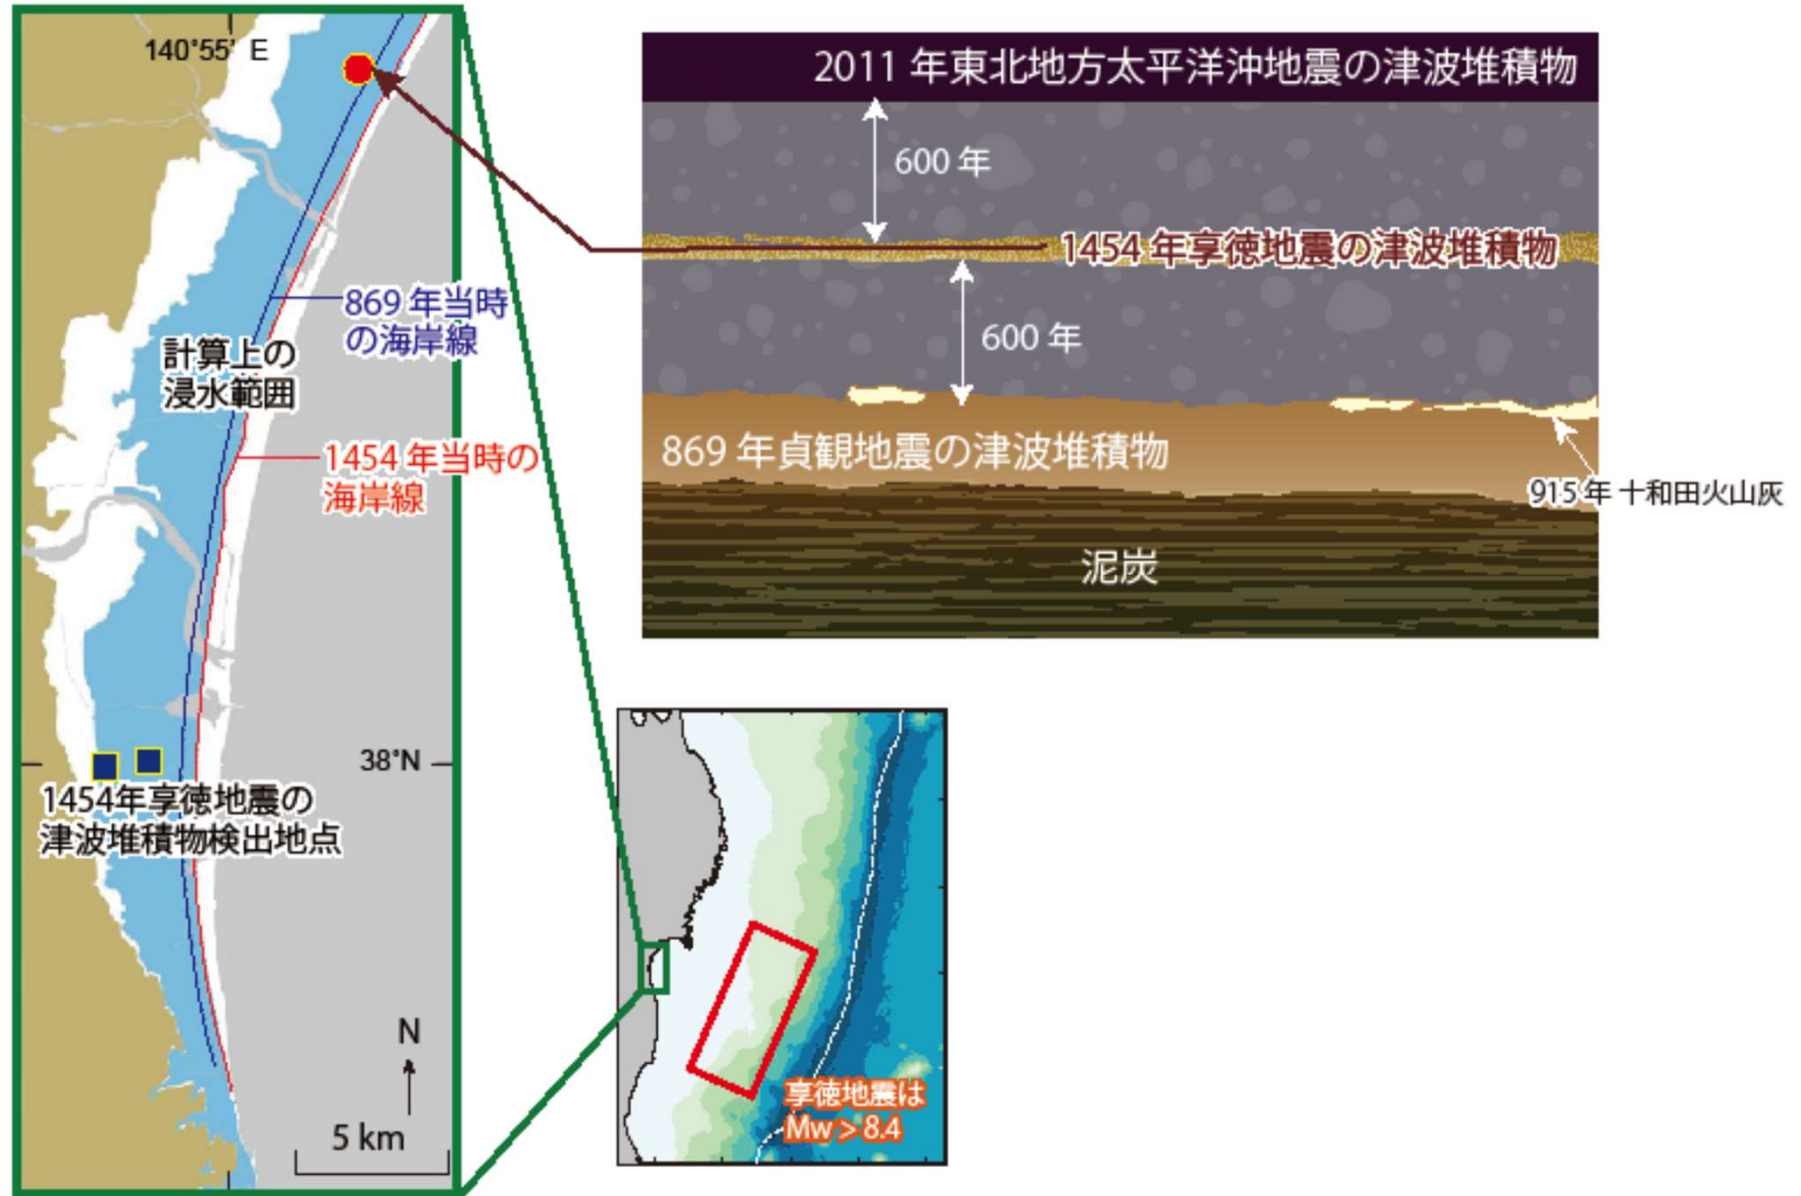 140°55' E
869 年当時
の海岸線
計算上の
浸水範囲
1454 年当時の
海岸線
38°N
1454年享徳地震の
津波堆積物検出地点
N
5 km
2011 年東北地方太平洋沖地震の津波堆積物
600 年
1454 年享徳地震の津波堆積物
600 年
869 年貞観地震の津波堆積物
915年 十和田火山灰
泥炭
享徳地震は
Mw > 8.4